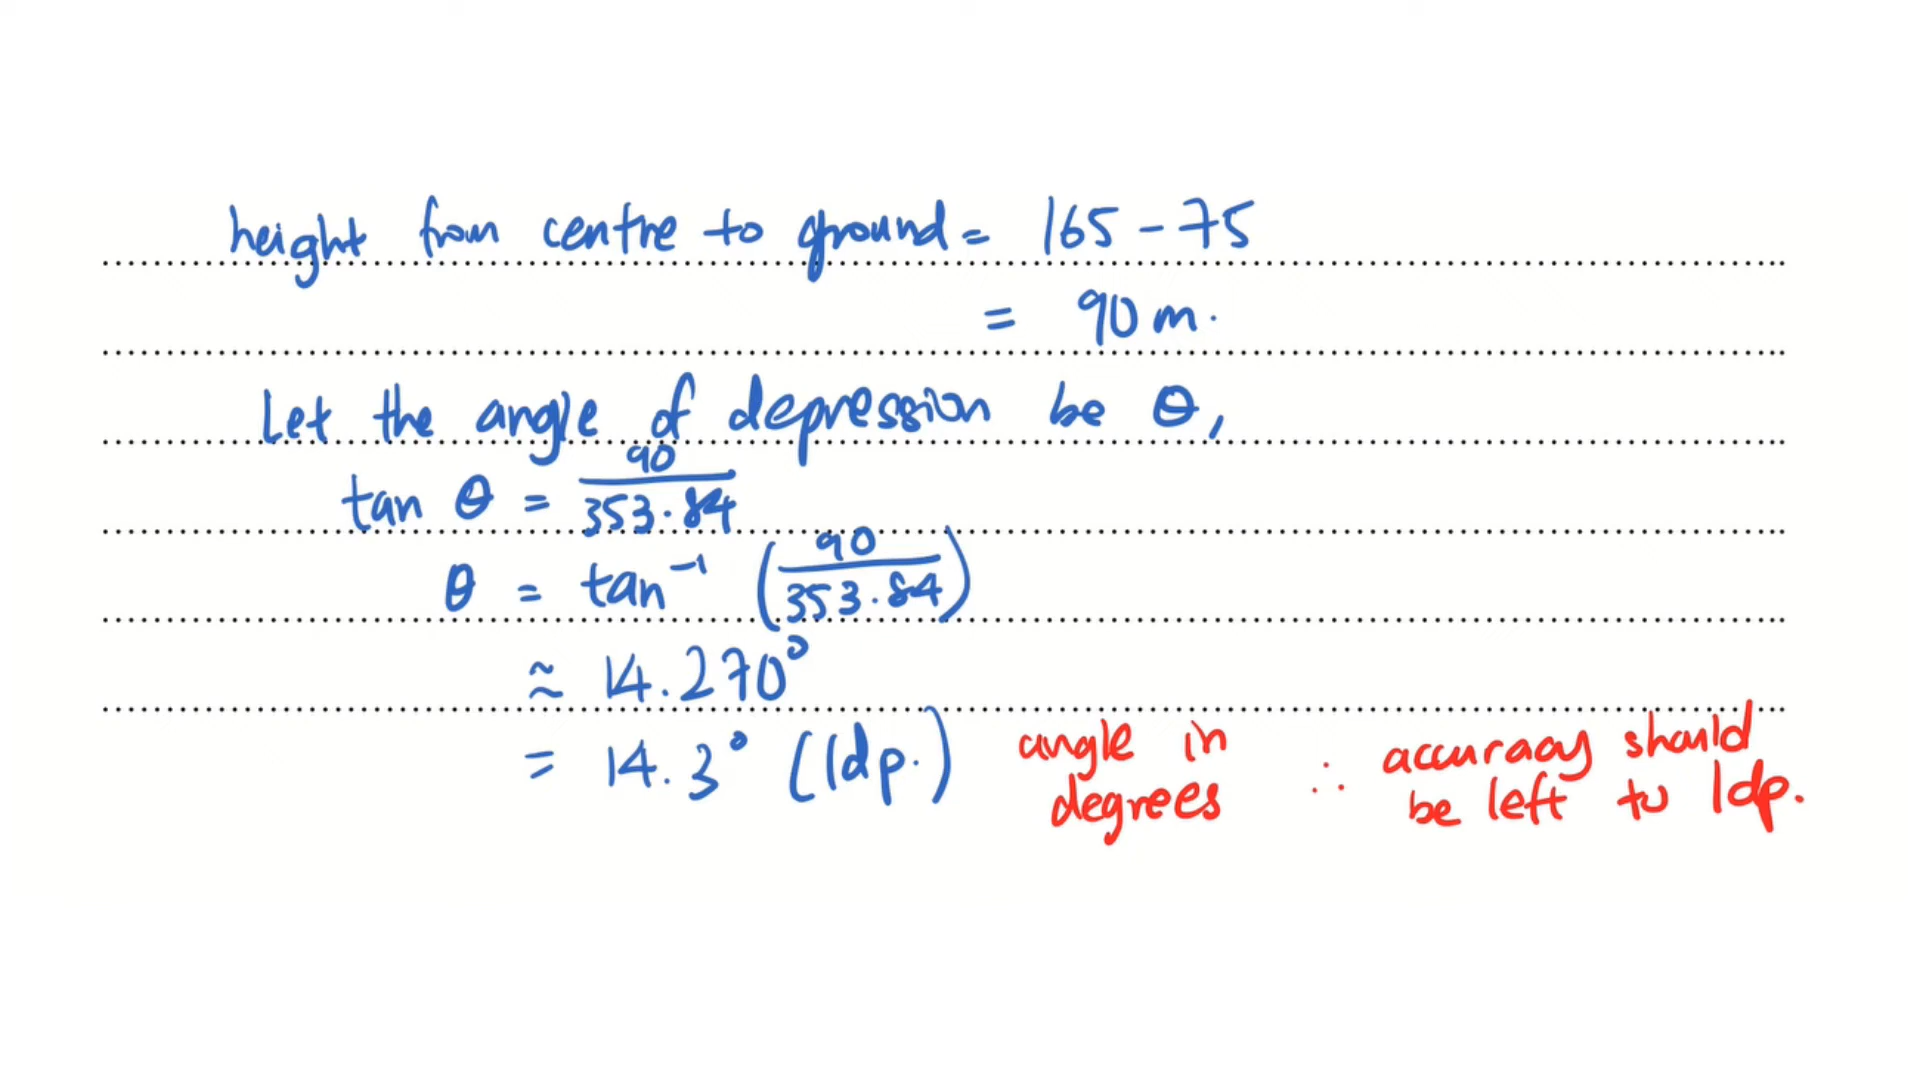 height from centre to ground = 165 - 75
= 90 m.
Let the angle of depression be θ,
tan θ = 90/353.84
θ = tan⁻¹ (90/353.84)
≈ 14.270°
= 14.3° (1dp.)
angle in degrees ∴ accuracy should be left to 1dp.